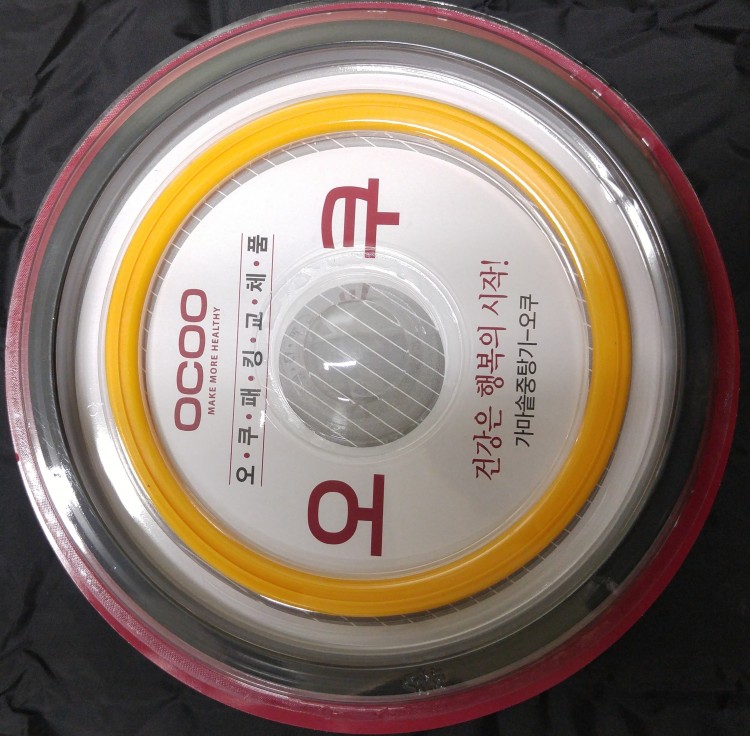 OCOO
MAKE MORE HEALTHY
오•쿠•패•킹•교•체•품
오쿠
건강은 행복의 시작!
가마솥중탕기-오쿠